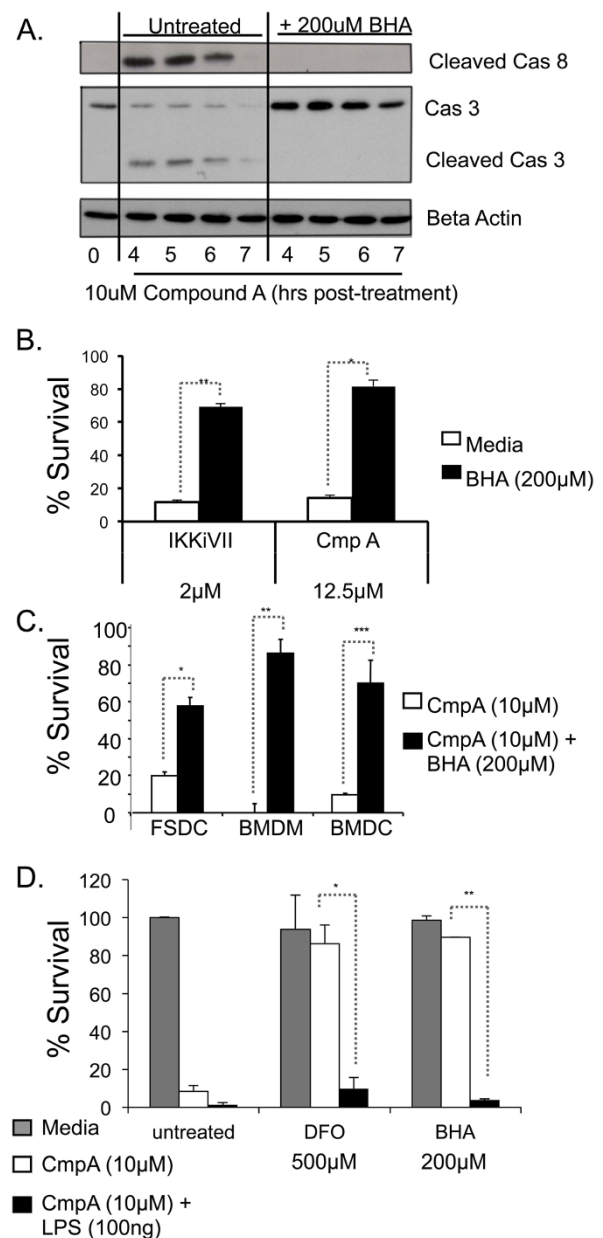 A.
Untreated + 200uM BHA
Cleaved Cas 8
Cas 3
Cleaved Cas 3
Beta Actin
0 4 5 6 7 4 5 6 7
10uM Compound A (hrs post-treatment)
B.
% Survival
100
80
60
40
20
0
** *
IKKiVII Cmp A
2µM 12.5µM
Media
BHA (200µM)
C.
% Survival
100
80
60
40
20
0
* ** ***
FSDC BMDM BMDC
CmpA (10µM)
CmpA (10µM) +
BHA (200µM)
D.
% Survival
120
100
80
60
40
20
0
* **
untreated DFO BHA
500µM 200µM
Media
CmpA (10µM)
CmpA (10µM) +
LPS (100ng)